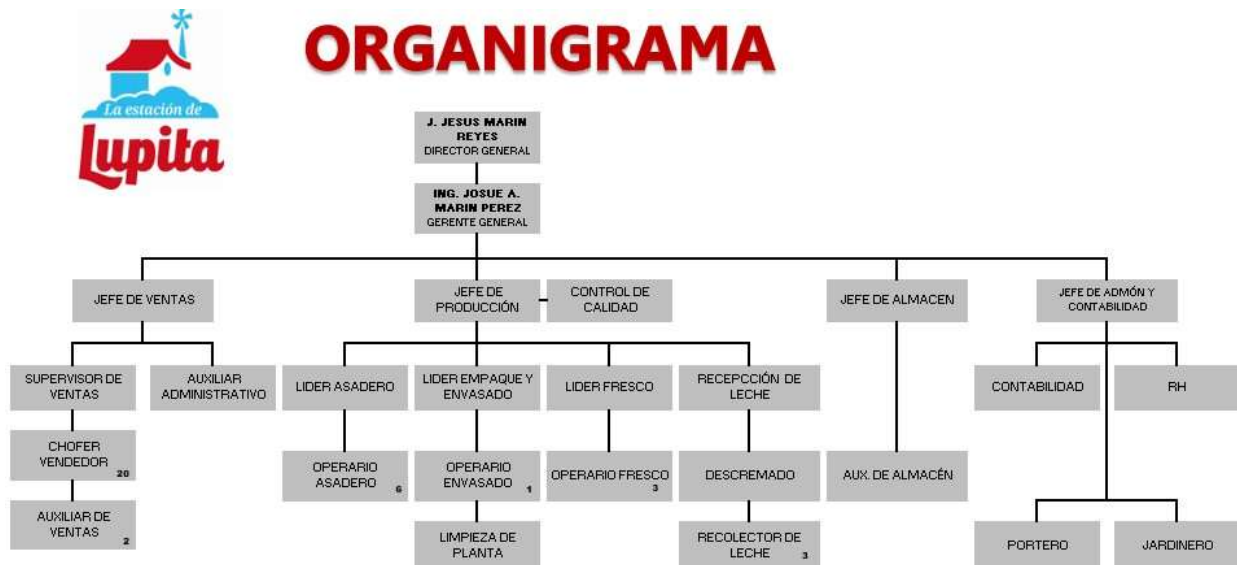 ORGANIGRAMA
La estación de
Lupita
J. JESUS MARIN
REYES
DIRECTOR GENERAL
ING. JOSUE A.
MARIN PEREZ
GERENTE GENERAL
JEFE DE VENTAS
JEFE DE
PRODUCCIÓN
CONTROL DE
CALIDAD
JEFE DE ALMACEN
JEFE DE ADMÓN Y
CONTABILIDAD
SUPERVISOR DE
VENTAS
AUXILIAR
ADMINISTRATIVO
LIDER ASADERO
LIDER EMPAQUE Y
ENVASADO
LIDER FRESCO
RECEPCCIÓN DE
LECHE
CONTABILIDAD
RH
CHOFER
VENDEDOR 20
OPERARIO
ASADERO 6
OPERARIO
ENVASADO 1
OPERARIO FRESCO
3
DESCREMADO
AUX. DE ALMACÉN
AUXILIAR DE
VENTAS 2
LIMPIEZA DE
PLANTA
RECOLECTOR DE
LECHE 3
PORTERO
JARDINERO